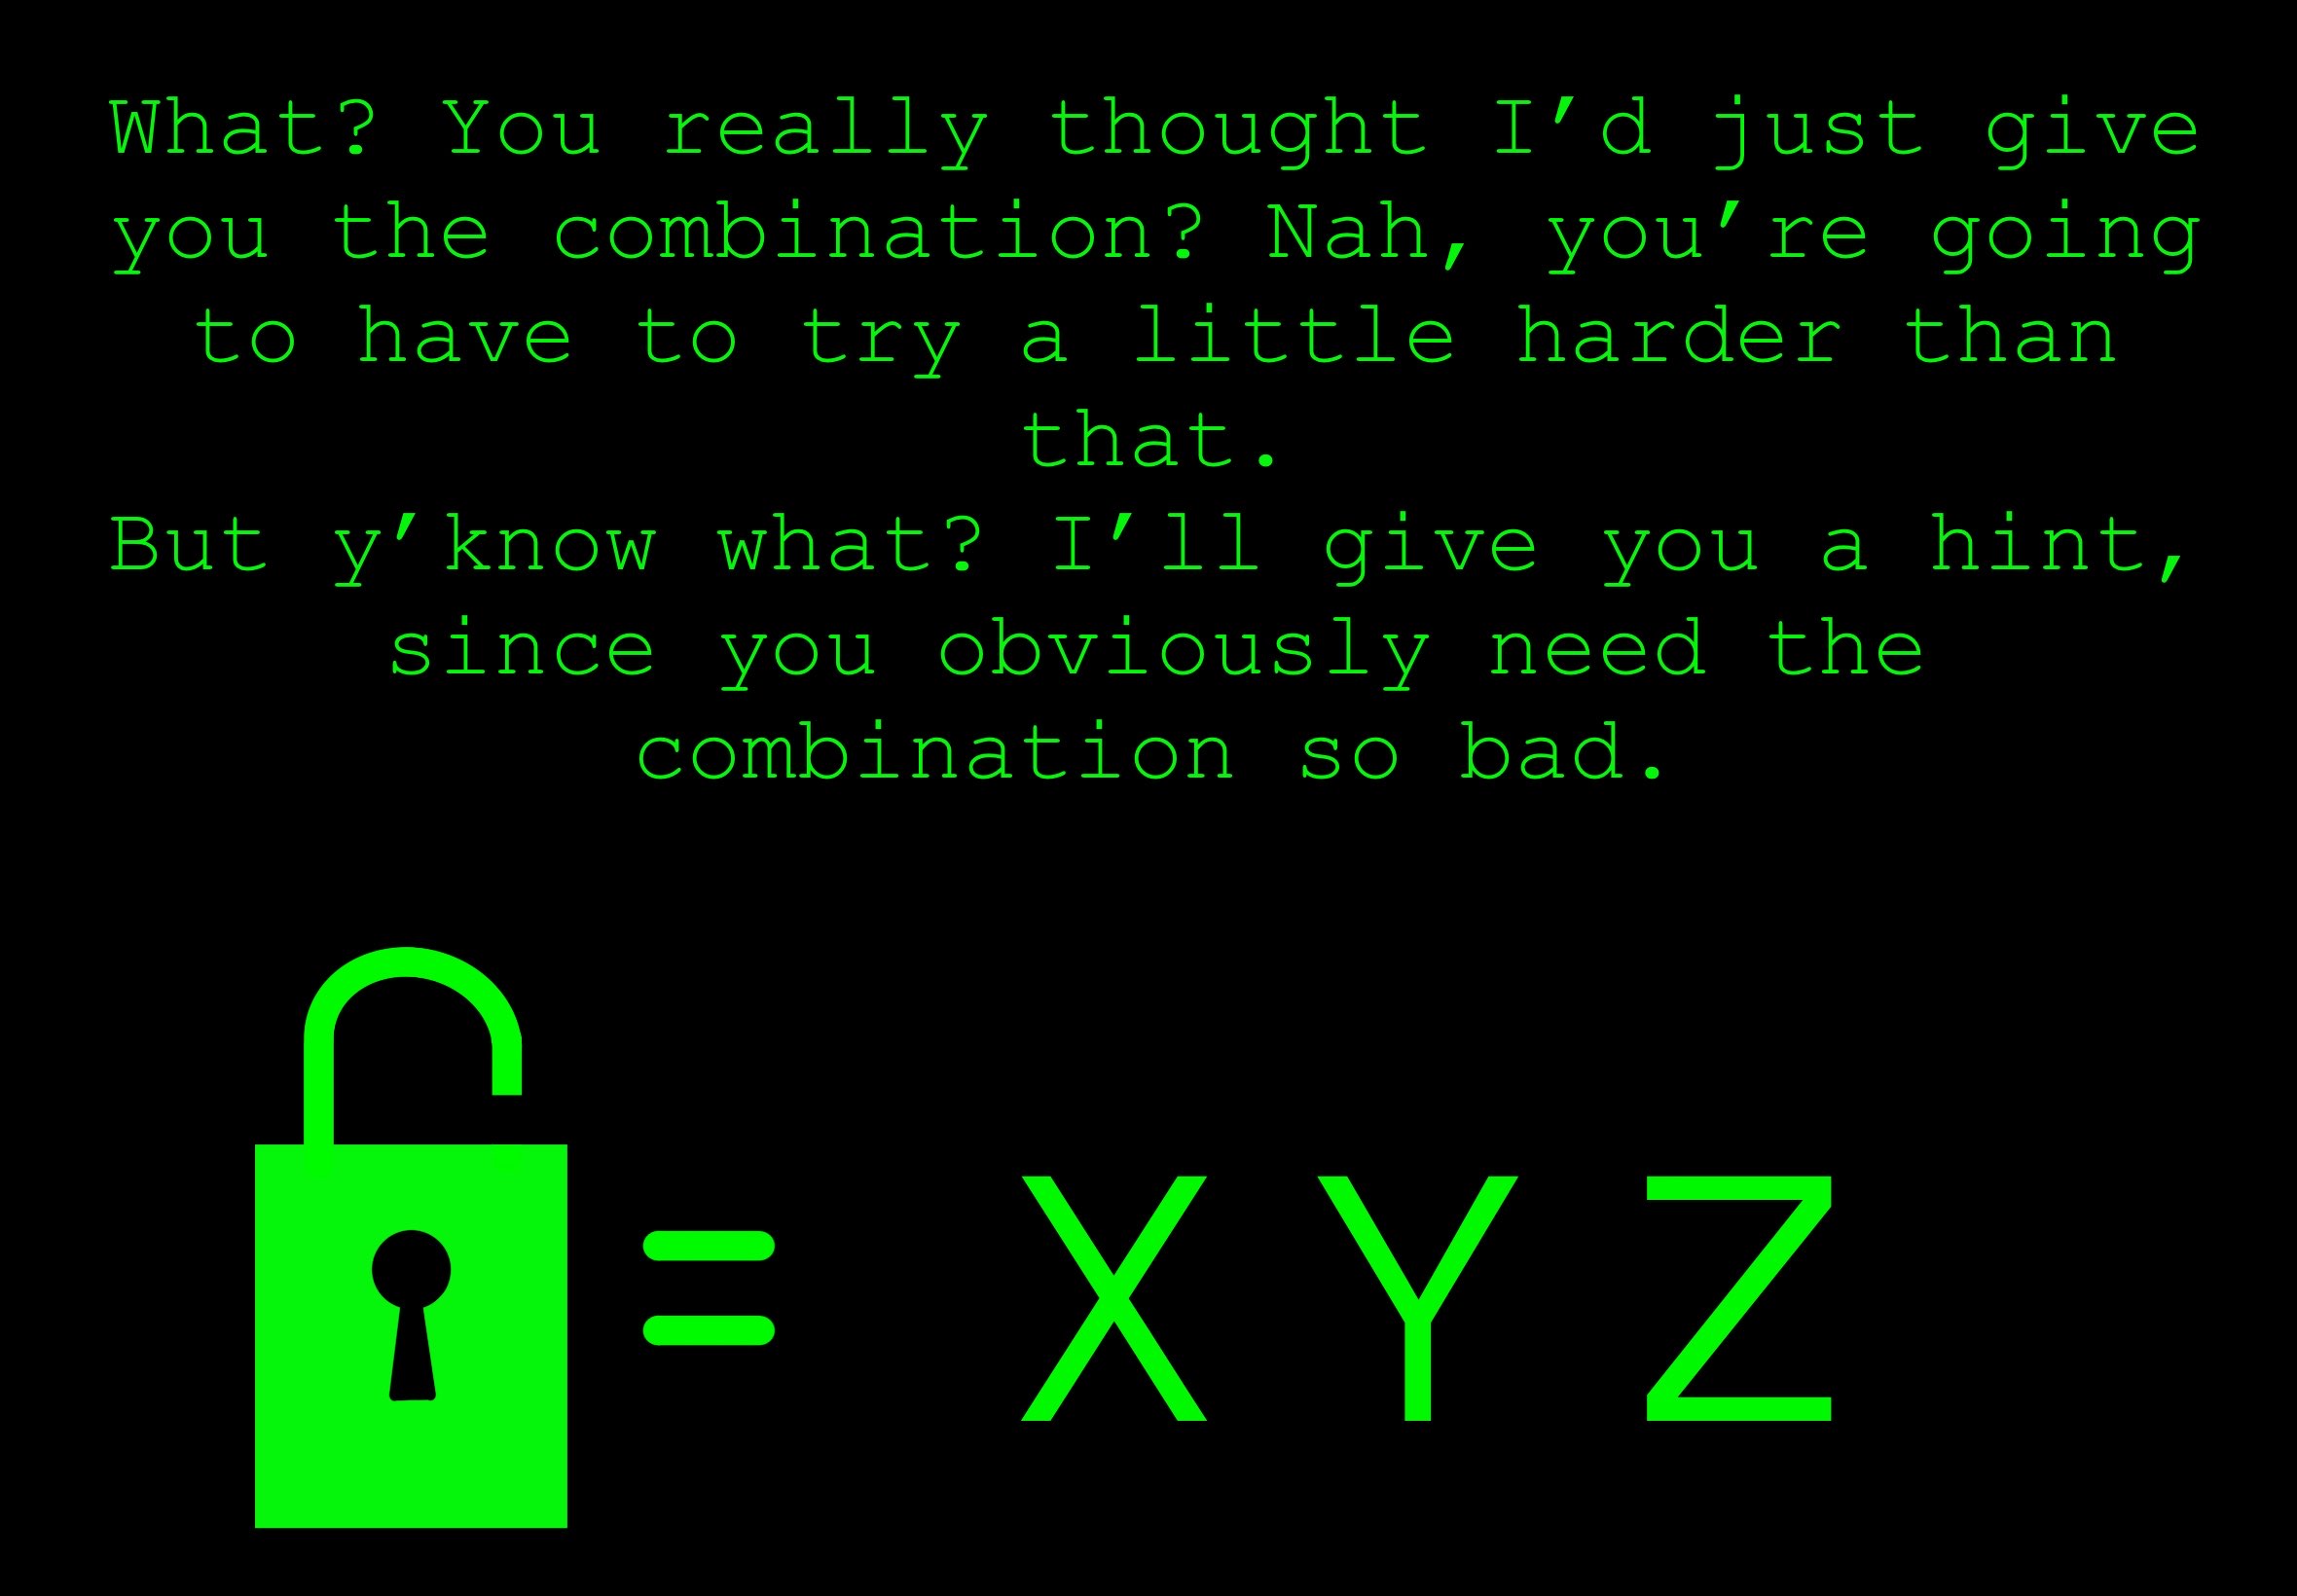 What? You really thought I’d just give
you the combination? Nah, you’re going
to have to try a little harder than
that.
But y’know what? I’ll give you a hint,
since you obviously need the
combination so bad.
= X Y Z